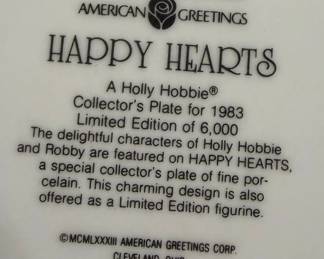 AMERICAN GREETINGS
HAPPY HEARTS
A Holly Hobbie®
Collector's Plate for 1983
Limited Edition of 6,000
The delightful characters of Holly Hobbie
and Robby are featured on HAPPY HEARTS,
a special collector's plate of fine por-
celain. This charming design is also
offered as a Limited Edition figurine.
©MCMLXXXIII AMERICAN GREETINGS CORP.
CLEVELAND, OHIO